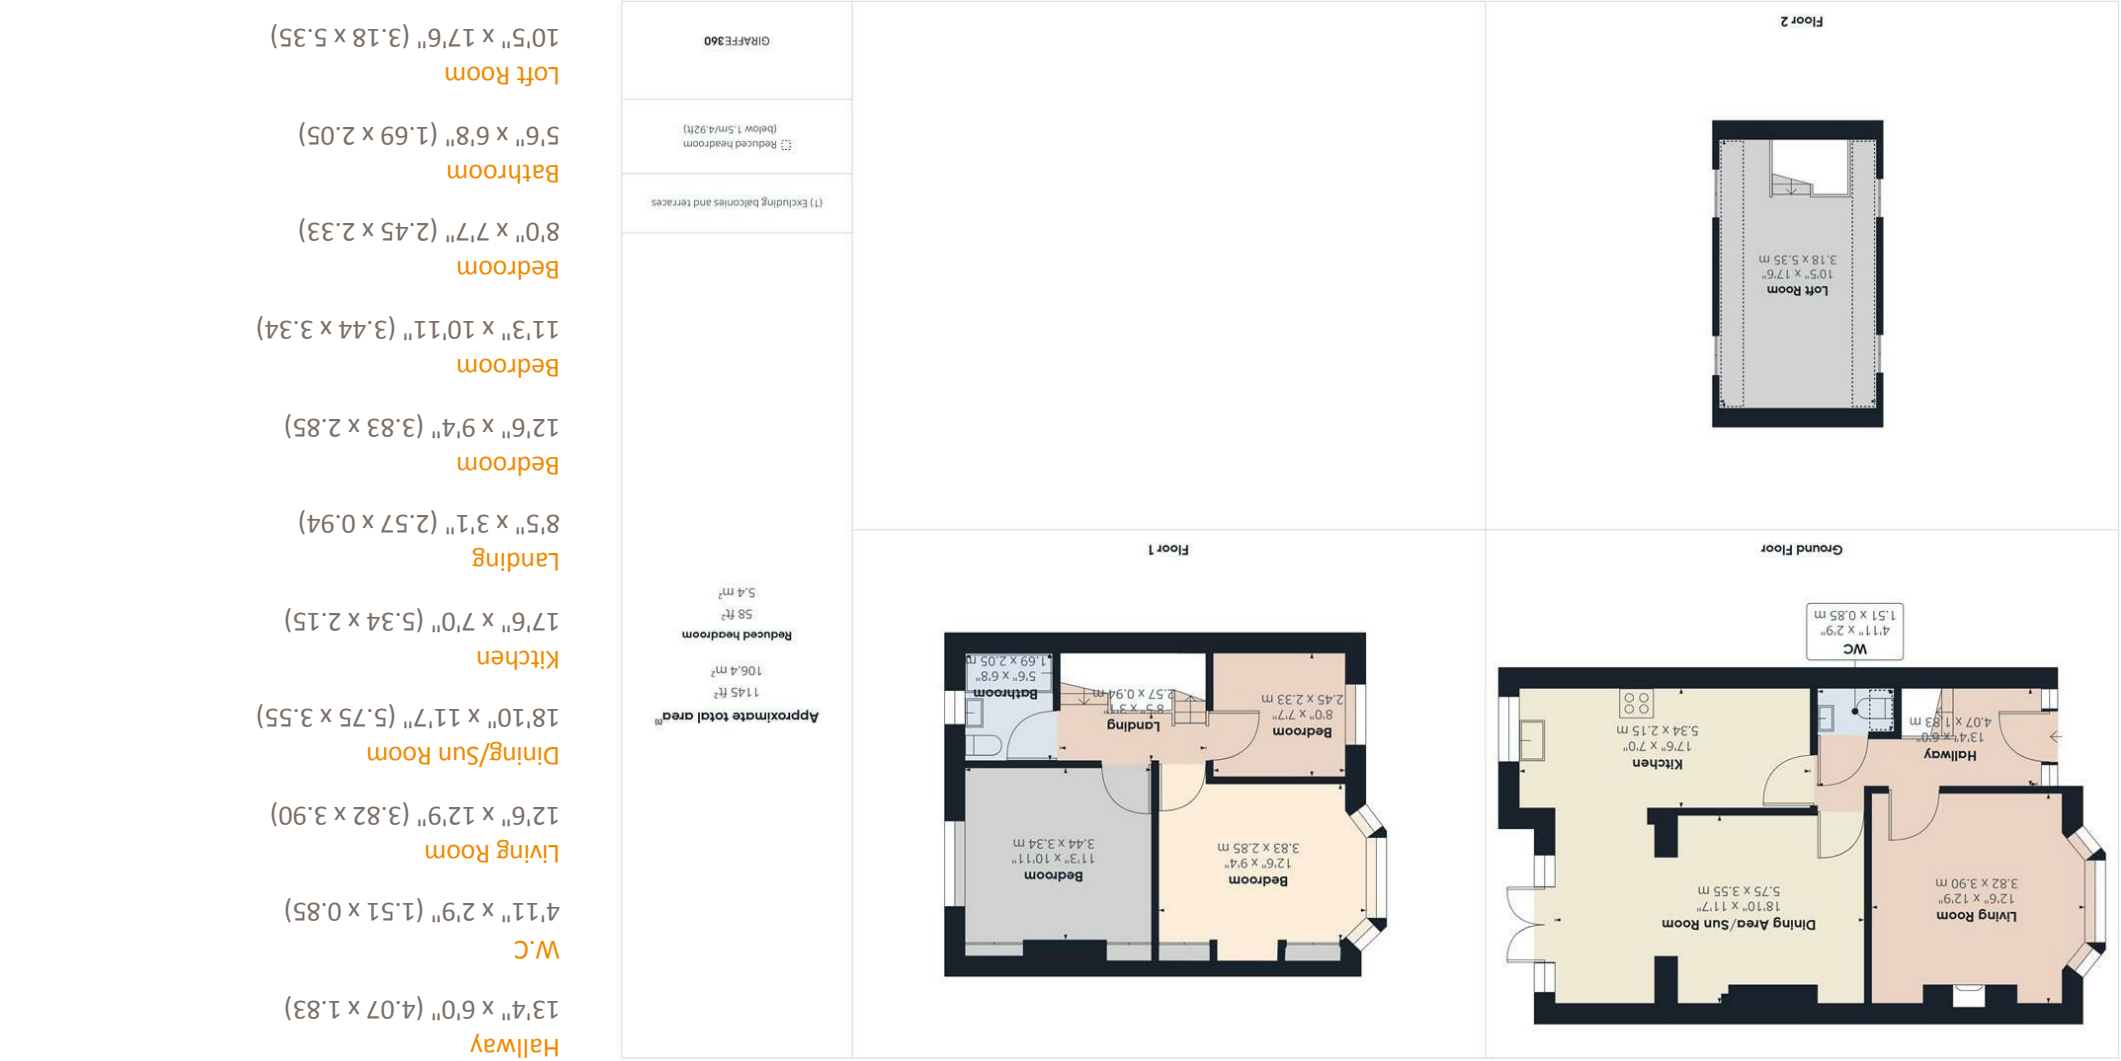 Hallway
13'4" x 6'0" (4.07 x 1.83)
W.C
4'11" x 2'9" (1.51 x 0.85)
Living Room
12'6" x 12'9" (3.82 x 3.90)
Dining/Sun Room
18'10" x 11'7" (5.75 x 3.55)
Kitchen
17'6" x 7'0" (5.34 x 2.15)
Landing
8'5" x 3'1" (2.57 x 0.94)
Bedroom
12'6" x 9'4" (3.83 x 2.85)
Bedroom
11'3" x 10'11" (3.44 x 3.34)
Bedroom
8'0" x 7'7" (2.45 x 2.33)
Bathroom
5'6" x 6'8" (1.69 x 2.05)
Loft Room
10'5" x 17'6" (3.18 x 5.35)
Living Room
12'6" x 12'9"
3.82 x 3.90 m
Dining Area/Sun Room
18'10" x 11'7"
5.75 x 3.55 m
Hallway
13'4" x 6'0"
4.07 x 1.83 m
Kitchen
17'6" x 7'0"
5.34 x 2.15 m
WC
4'11" x 2'9"
1.51 x 0.85 m
Ground Floor
Bedroom
12'6" x 9'4"
3.83 x 2.85 m
Bedroom
11'3" x 10'11"
3.44 x 3.34 m
Bedroom
8'0" x 7'7"
2.45 x 2.33 m
Landing
8'5" x 3'1"
2.57 x 0.94 m
Bathroom
5'6" x 6'8"
1.69 x 2.05 m
Floor 1
Loft Room
10'5" x 17'6"
3.18 x 5.35 m
Floor 2
Approximate total area(1)
1145 ft²
106.4 m²
Reduced headroom
58 ft²
5.4 m²
(1) Excluding balconies and terraces
Reduced headroom
(below 1.5m/4.92ft)
GIRAFFE360